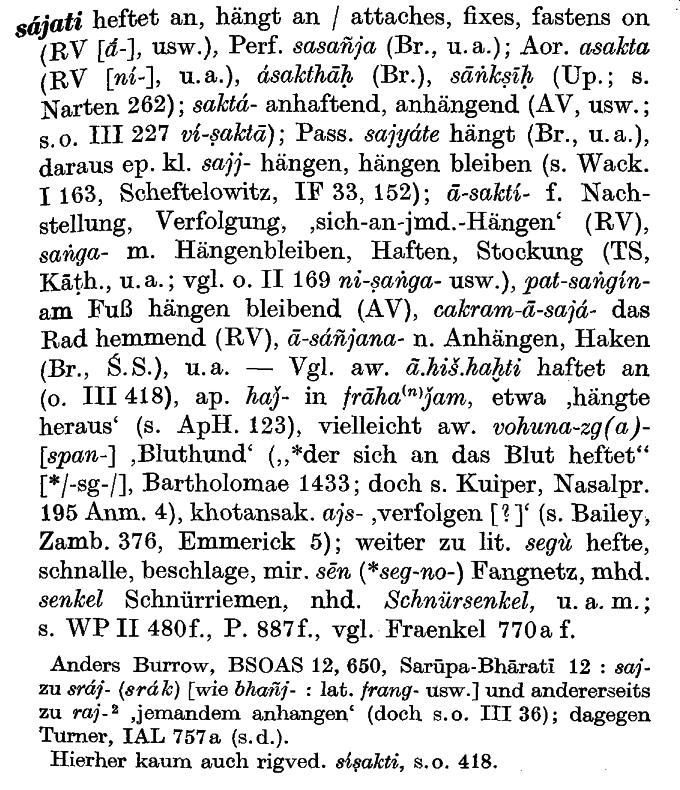 sájati heftet an, hängt an / attaches, fixes, fastens on
(RV [ā́-], usw.), Perf. sasañja (Br., u.a.); Aor. asakta
(RV [ní-], u.a.), ásakthāḥ (Br.), sāṅkṣīḥ (Up.; s.
Narten 262); saktá- anhaftend, anhängend (AV, usw.;
s.o. III 227 ví-ṣaktā); Pass. sajyáte hängt (Br., u.a.),
daraus ep. kl. sajj- hängen, hängen bleiben (s. Wack.
I 163, Scheftelowitz, IF 33, 152); ā-saktí- f. Nach-
stellung, Verfolgung, ‚sich-an-jmd.-Hängen‘ (RV),
saṅga- m. Hängenbleiben, Haften, Stockung (TS,
Kāṭh., u.a.; vgl. o. II 169 ni-ṣaṅga- usw.), pat-saṅgín-
am Fuß hängen bleibend (AV), cakram-ā-sajá- das
Rad hemmend (RV), ā-sáñjana- n. Anhängen, Haken
(Br., Ś.S.), u.a. — Vgl. aw. ā.hiš.haḫti haftet an
(o. III 418), ap. haǰ- in frāha⁽ⁿ⁾ǰam, etwa ‚hängte
heraus‘ (s. ApH. 123), vielleicht aw. vohuna-zg(a)-
[span-] ‚Bluthund‘ („*der sich an das Blut heftet“
[*/-sg-/], Bartholomae 1433; doch s. Kuiper, Nasalpr.
195 Anm. 4), khotansak. ajs- ‚verfolgen [?]‘ (s. Bailey,
Zamb. 376, Emmerick 5); weiter zu lit. segù hefte,
schnalle, beschlage, mir. sēn (*seg-no-) Fangnetz, mhd.
senkel Schnürriemen, nhd. Schnürsenkel, u. a. m.;
s. WP II 480f., P. 887f., vgl. Fraenkel 770a f.
Anders Burrow, BSOAS 12, 650, Sarūpa-Bhāratī 12 : saj-
zu sráj- (srák) [wie bhañj- : lat. frang- usw.] und andererseits
zu raj-² ‚jemandem anhangen‘ (doch s.o. III 36); dagegen
Turner, IAL 757a (s.d.).
Hierher kaum auch rigved. síṣakti, s.o. 418.